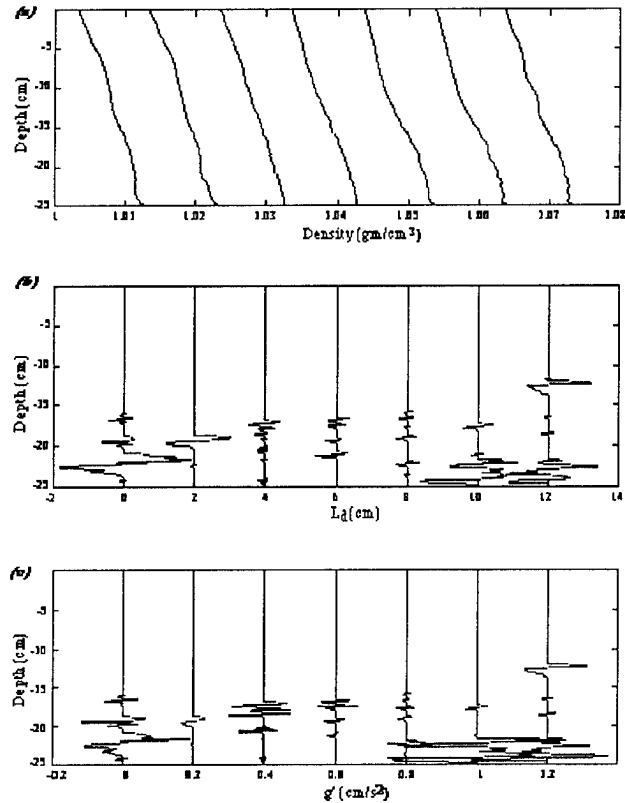 (a)
Depth (cm)
-5
-10
-15
-20
-25
1 1.01 1.02 1.03 1.04 1.05 1.06 1.07 1.08
Density (gm/cm³)
(b)
Depth (cm)
-5
-10
-15
-20
-25
-2 0 2 4 6 8 10 12 14
L_d (cm)
Depth (cm)
-5
-10
-15
-20
-25
-0.2 0 0.2 0.4 0.6 0.8 1 1.2
g' (cm/s²)